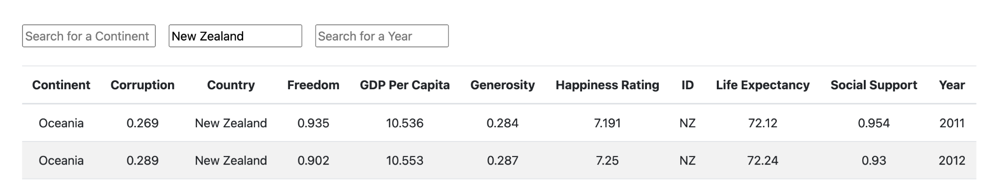 Search for a Continent New Zealand Search for a Year
Continent Corruption Country Freedom GDP Per Capita Generosity Happiness Rating ID Life Expectancy Social Support Year
Oceania 0.269 New Zealand 0.935 10.536 0.284 7.191 NZ 72.12 0.954 2011
Oceania 0.289 New Zealand 0.902 10.553 0.287 7.25 NZ 72.24 0.93 2012